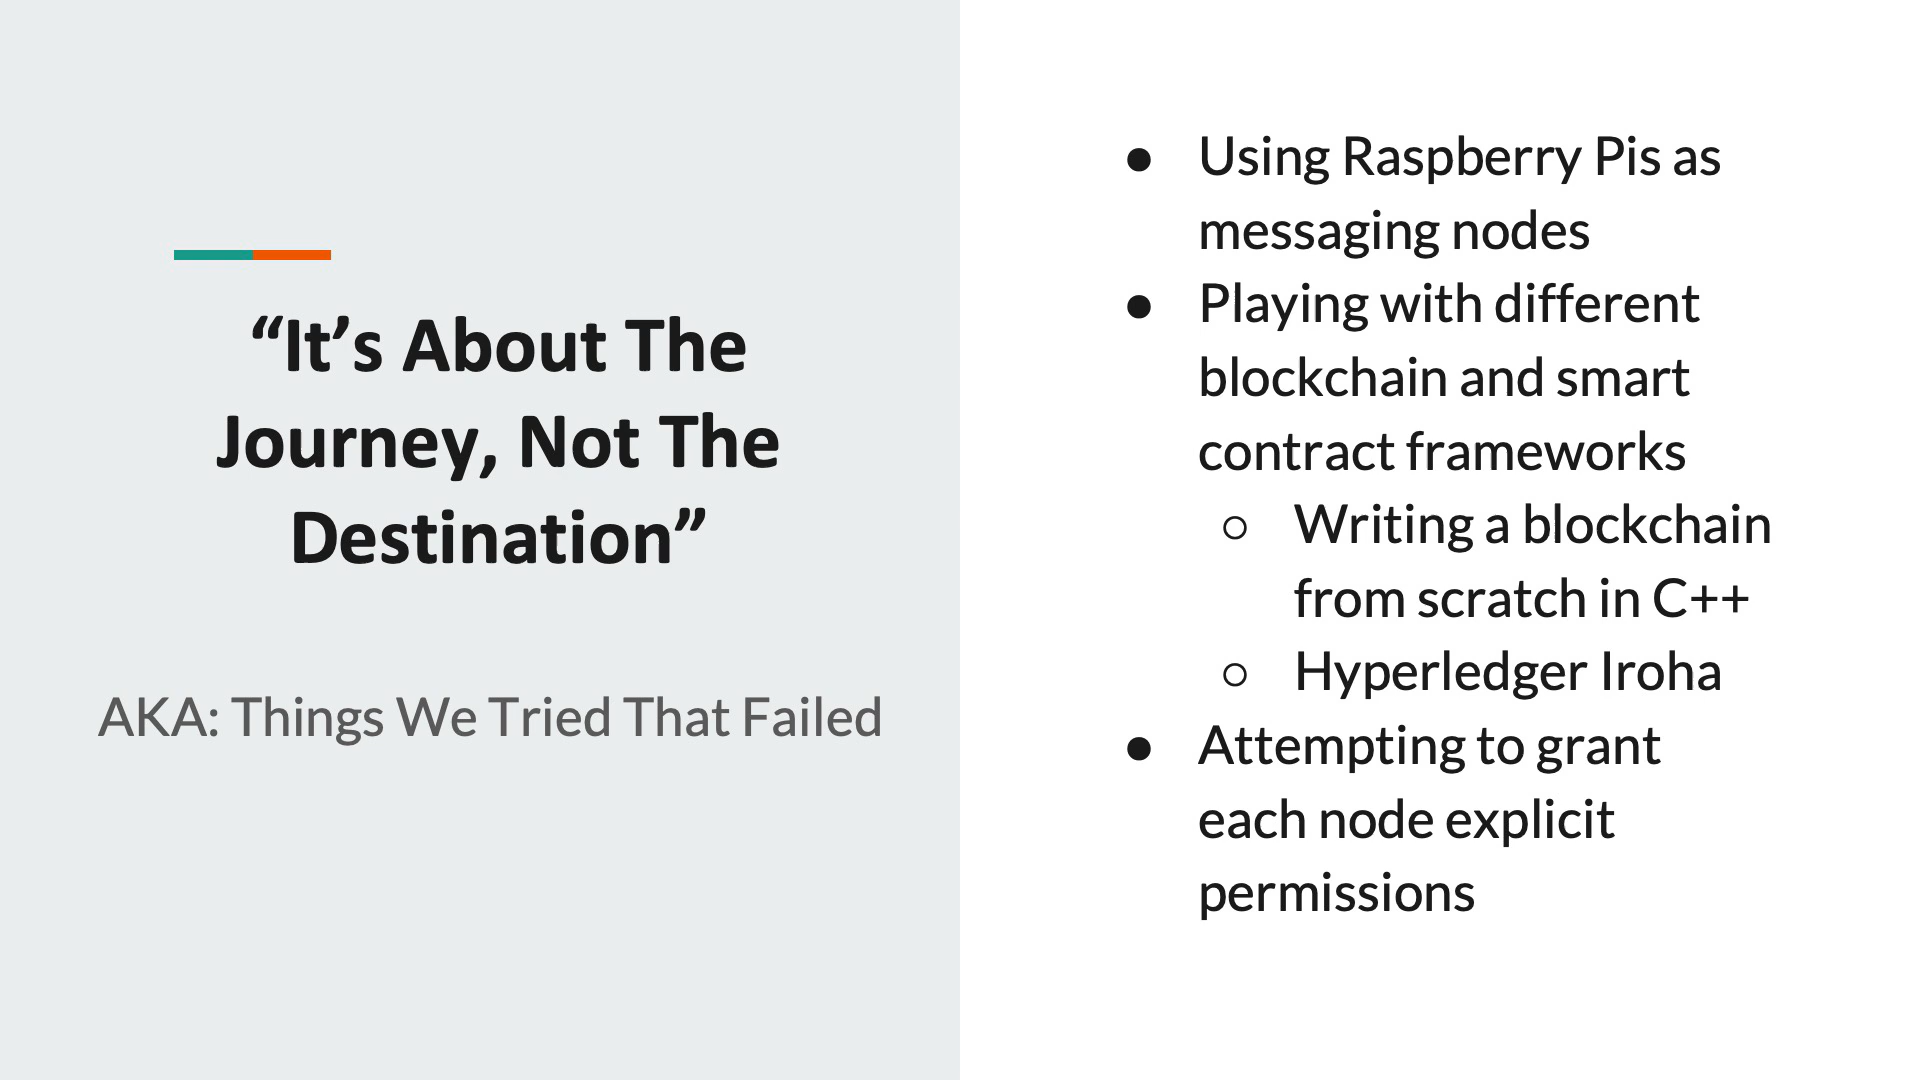 “It’s About The
Journey, Not The
Destination”
AKA: Things We Tried That Failed
● Using Raspberry Pis as
messaging nodes
● Playing with different
blockchain and smart
contract frameworks
○ Writing a blockchain
from scratch in C++
○ Hyperledger Iroha
● Attempting to grant
each node explicit
permissions